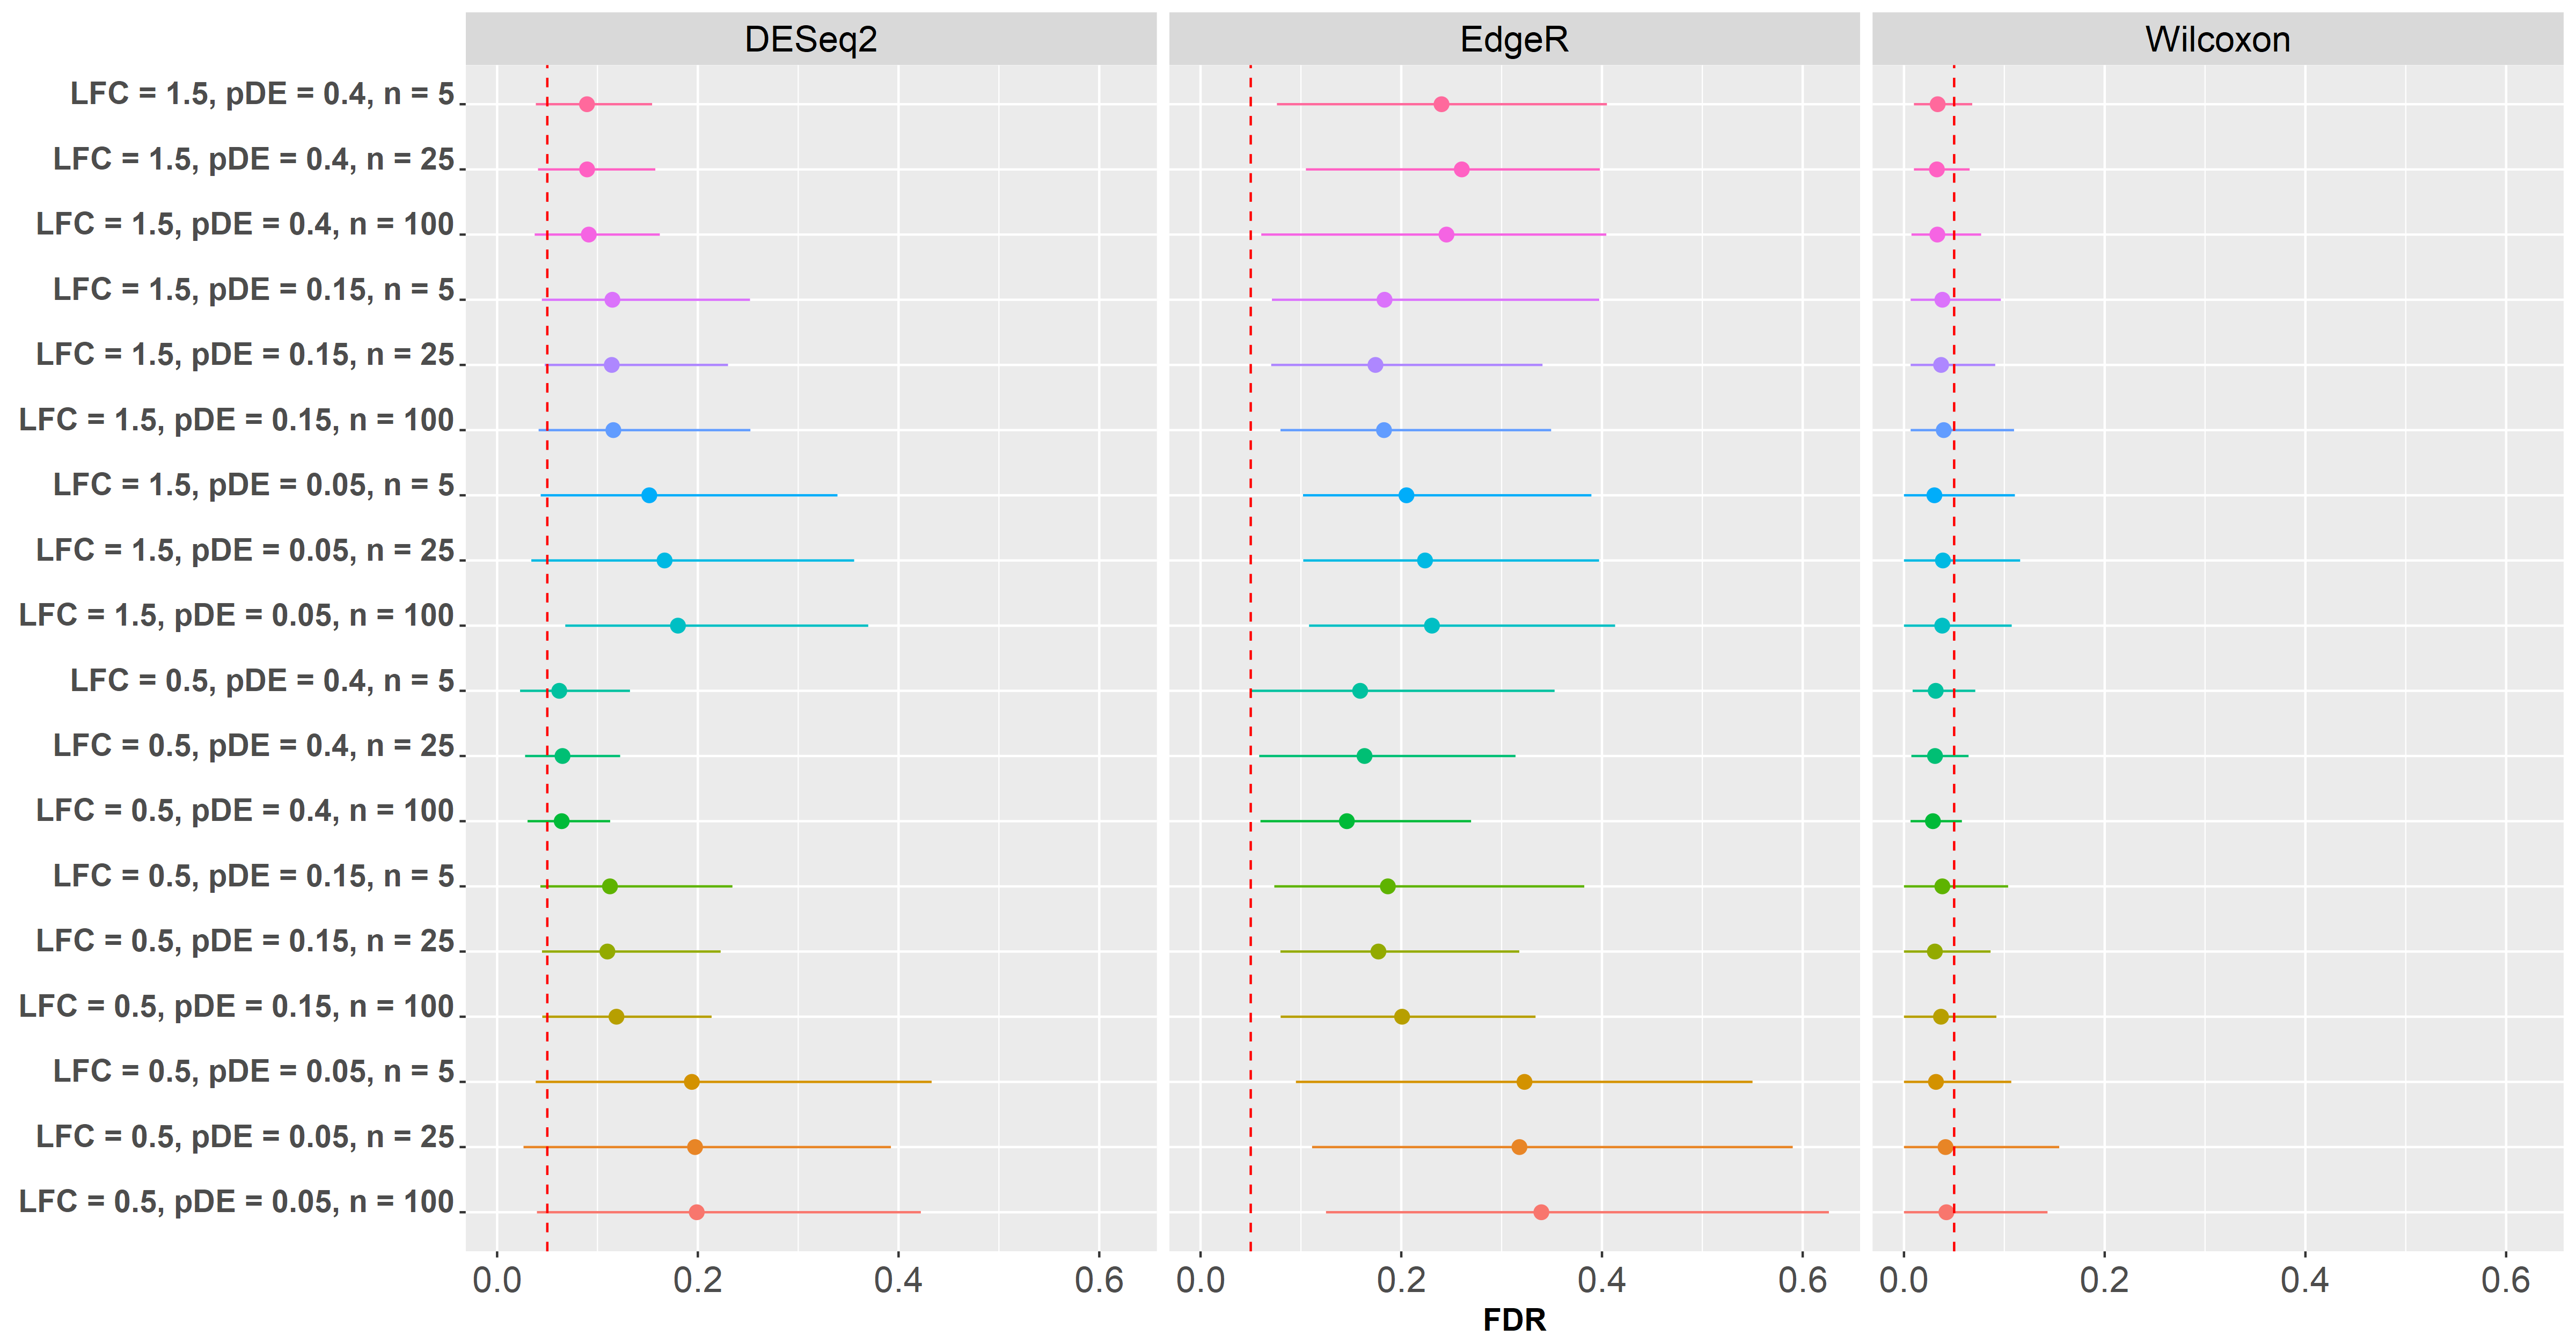 DESeq2
EdgeR
Wilcoxon
LFC = 1.5, pDE = 0.4, n = 5
LFC = 1.5, pDE = 0.4, n = 25
LFC = 1.5, pDE = 0.4, n = 100
LFC = 1.5, pDE = 0.15, n = 5
LFC = 1.5, pDE = 0.15, n = 25
LFC = 1.5, pDE = 0.15, n = 100
LFC = 1.5, pDE = 0.05, n = 5
LFC = 1.5, pDE = 0.05, n = 25
LFC = 1.5, pDE = 0.05, n = 100
LFC = 0.5, pDE = 0.4, n = 5
LFC = 0.5, pDE = 0.4, n = 25
LFC = 0.5, pDE = 0.4, n = 100
LFC = 0.5, pDE = 0.15, n = 5
LFC = 0.5, pDE = 0.15, n = 25
LFC = 0.5, pDE = 0.15, n = 100
LFC = 0.5, pDE = 0.05, n = 5
LFC = 0.5, pDE = 0.05, n = 25
LFC = 0.5, pDE = 0.05, n = 100
0.0 0.2 0.4 0.6
0.0 0.2 0.4 0.6
0.0 0.2 0.4 0.6
FDR